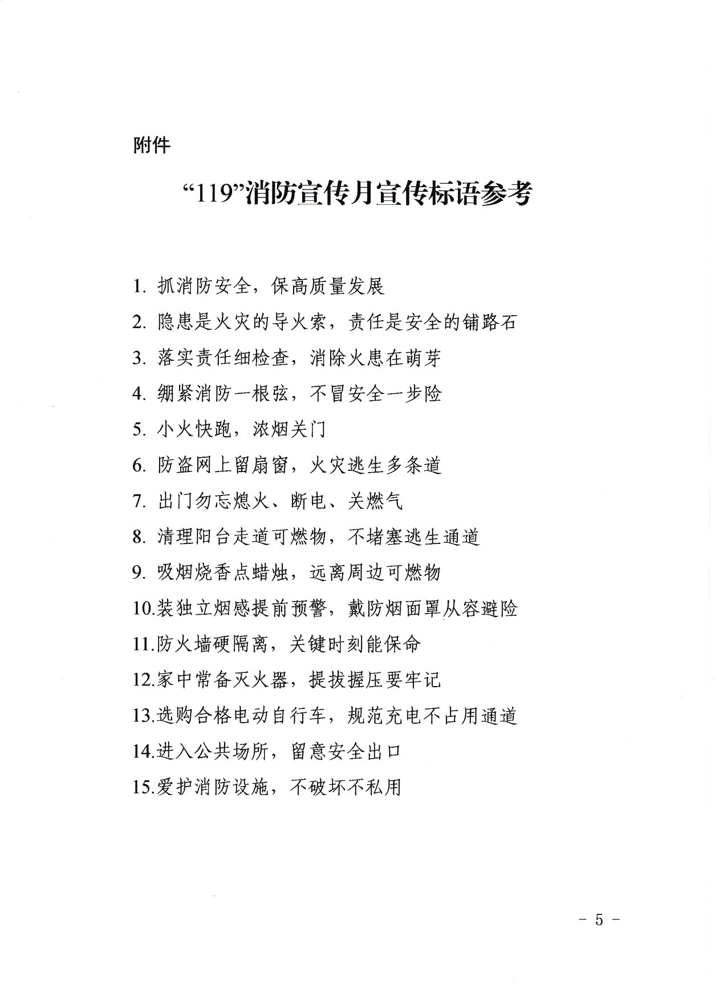 附件
“119”消防宣传月宣传标语参考
1. 抓消防安全，保高质量发展
2. 隐患是火灾的导火索，责任是安全的铺路石
3. 落实责任细检查，消除火患在萌芽
4. 绷紧消防一根弦，不冒安全一步险
5. 小火快跑，浓烟关门
6. 防盗网上留扇窗，火灾逃生多条道
7. 出门勿忘熄火、断电、关燃气
8. 清理阳台走道可燃物，不堵塞逃生通道
9. 吸烟烧香点蜡烛，远离周边可燃物
10.装独立烟感提前预警，戴防烟面罩从容避险
11.防火墙硬隔离，关键时刻能保命
12.家中常备灭火器，提拔握压要牢记
13.选购合格电动自行车，规范充电不占用通道
14.进入公共场所，留意安全出口
15.爱护消防设施，不破坏不私用
- 5 -